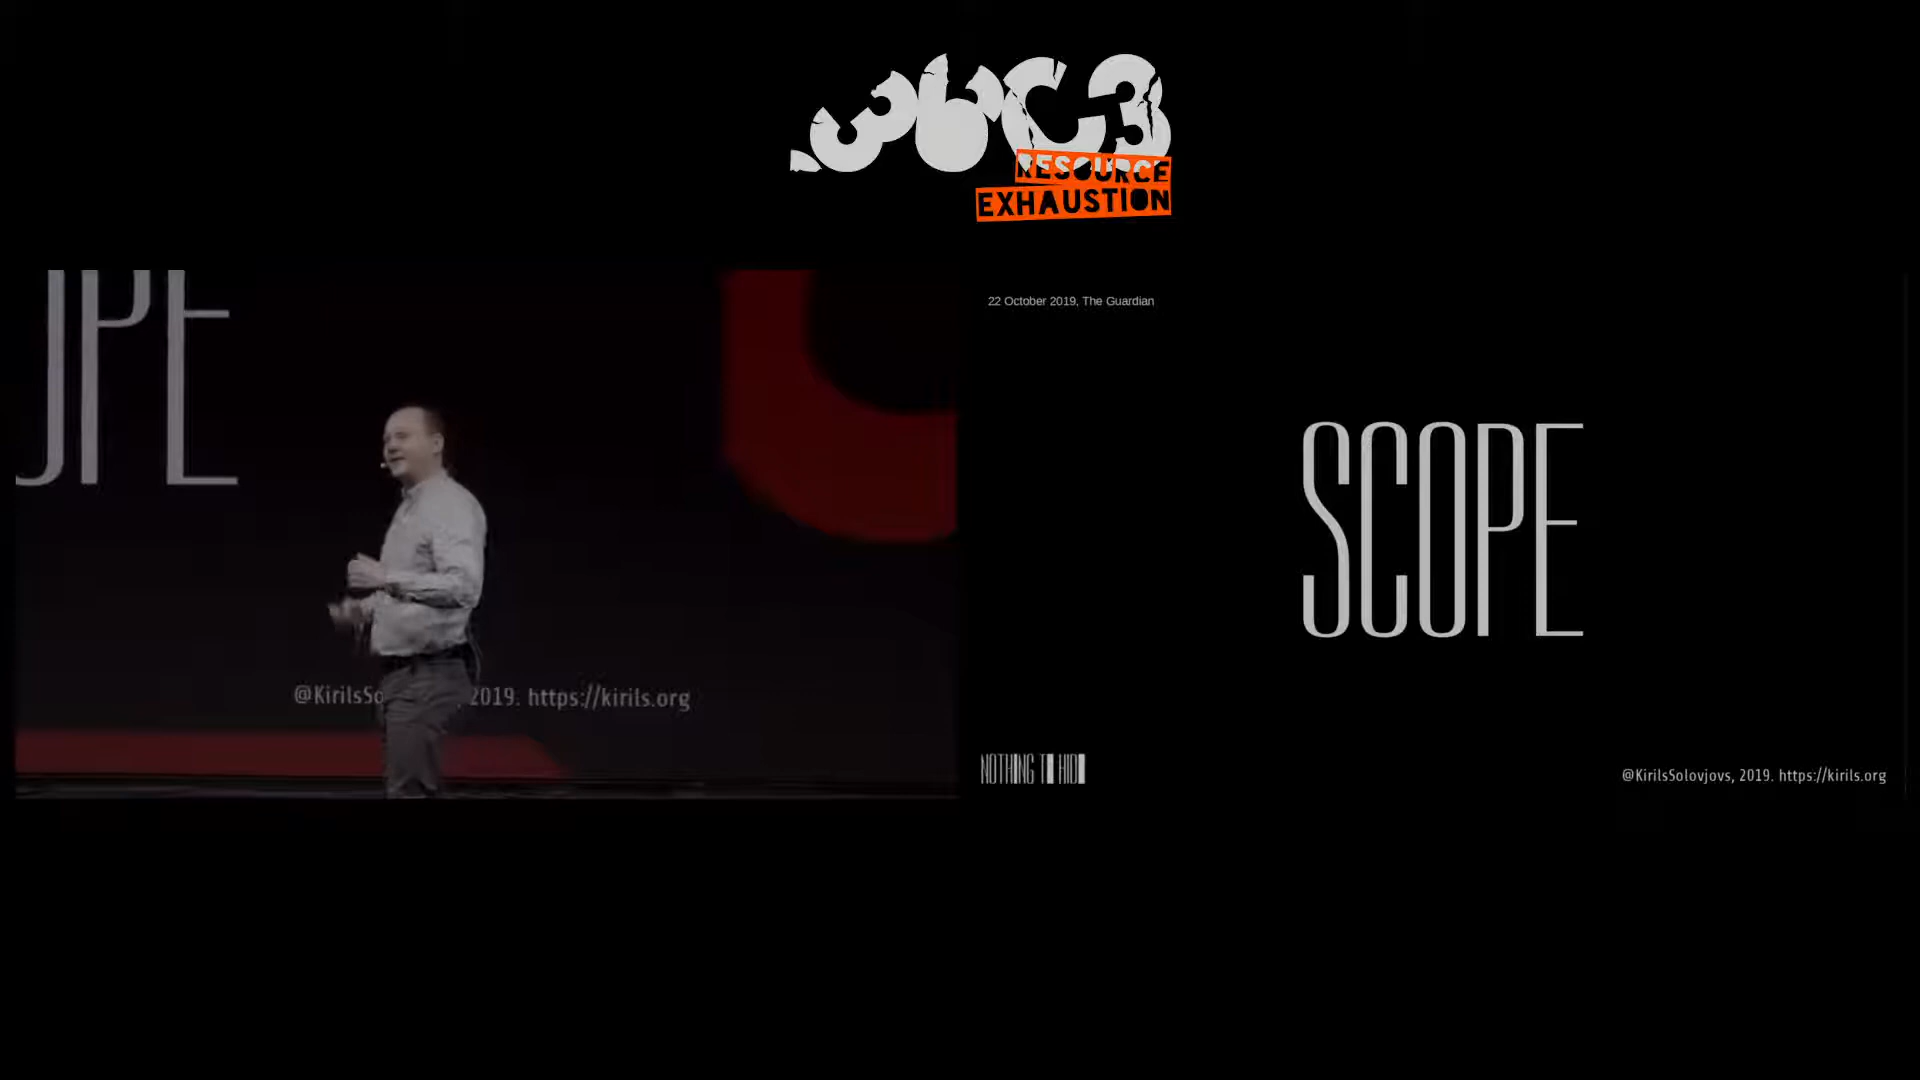 36C3
RESOURCE
EXHAUSTION
OPE
@KirilsSo , 2019. https://kirils.org
22 October 2019, The Guardian
SCOPE
NOTHING TO HIDE
@KirilsSolovjovs, 2019. https://kirils.org